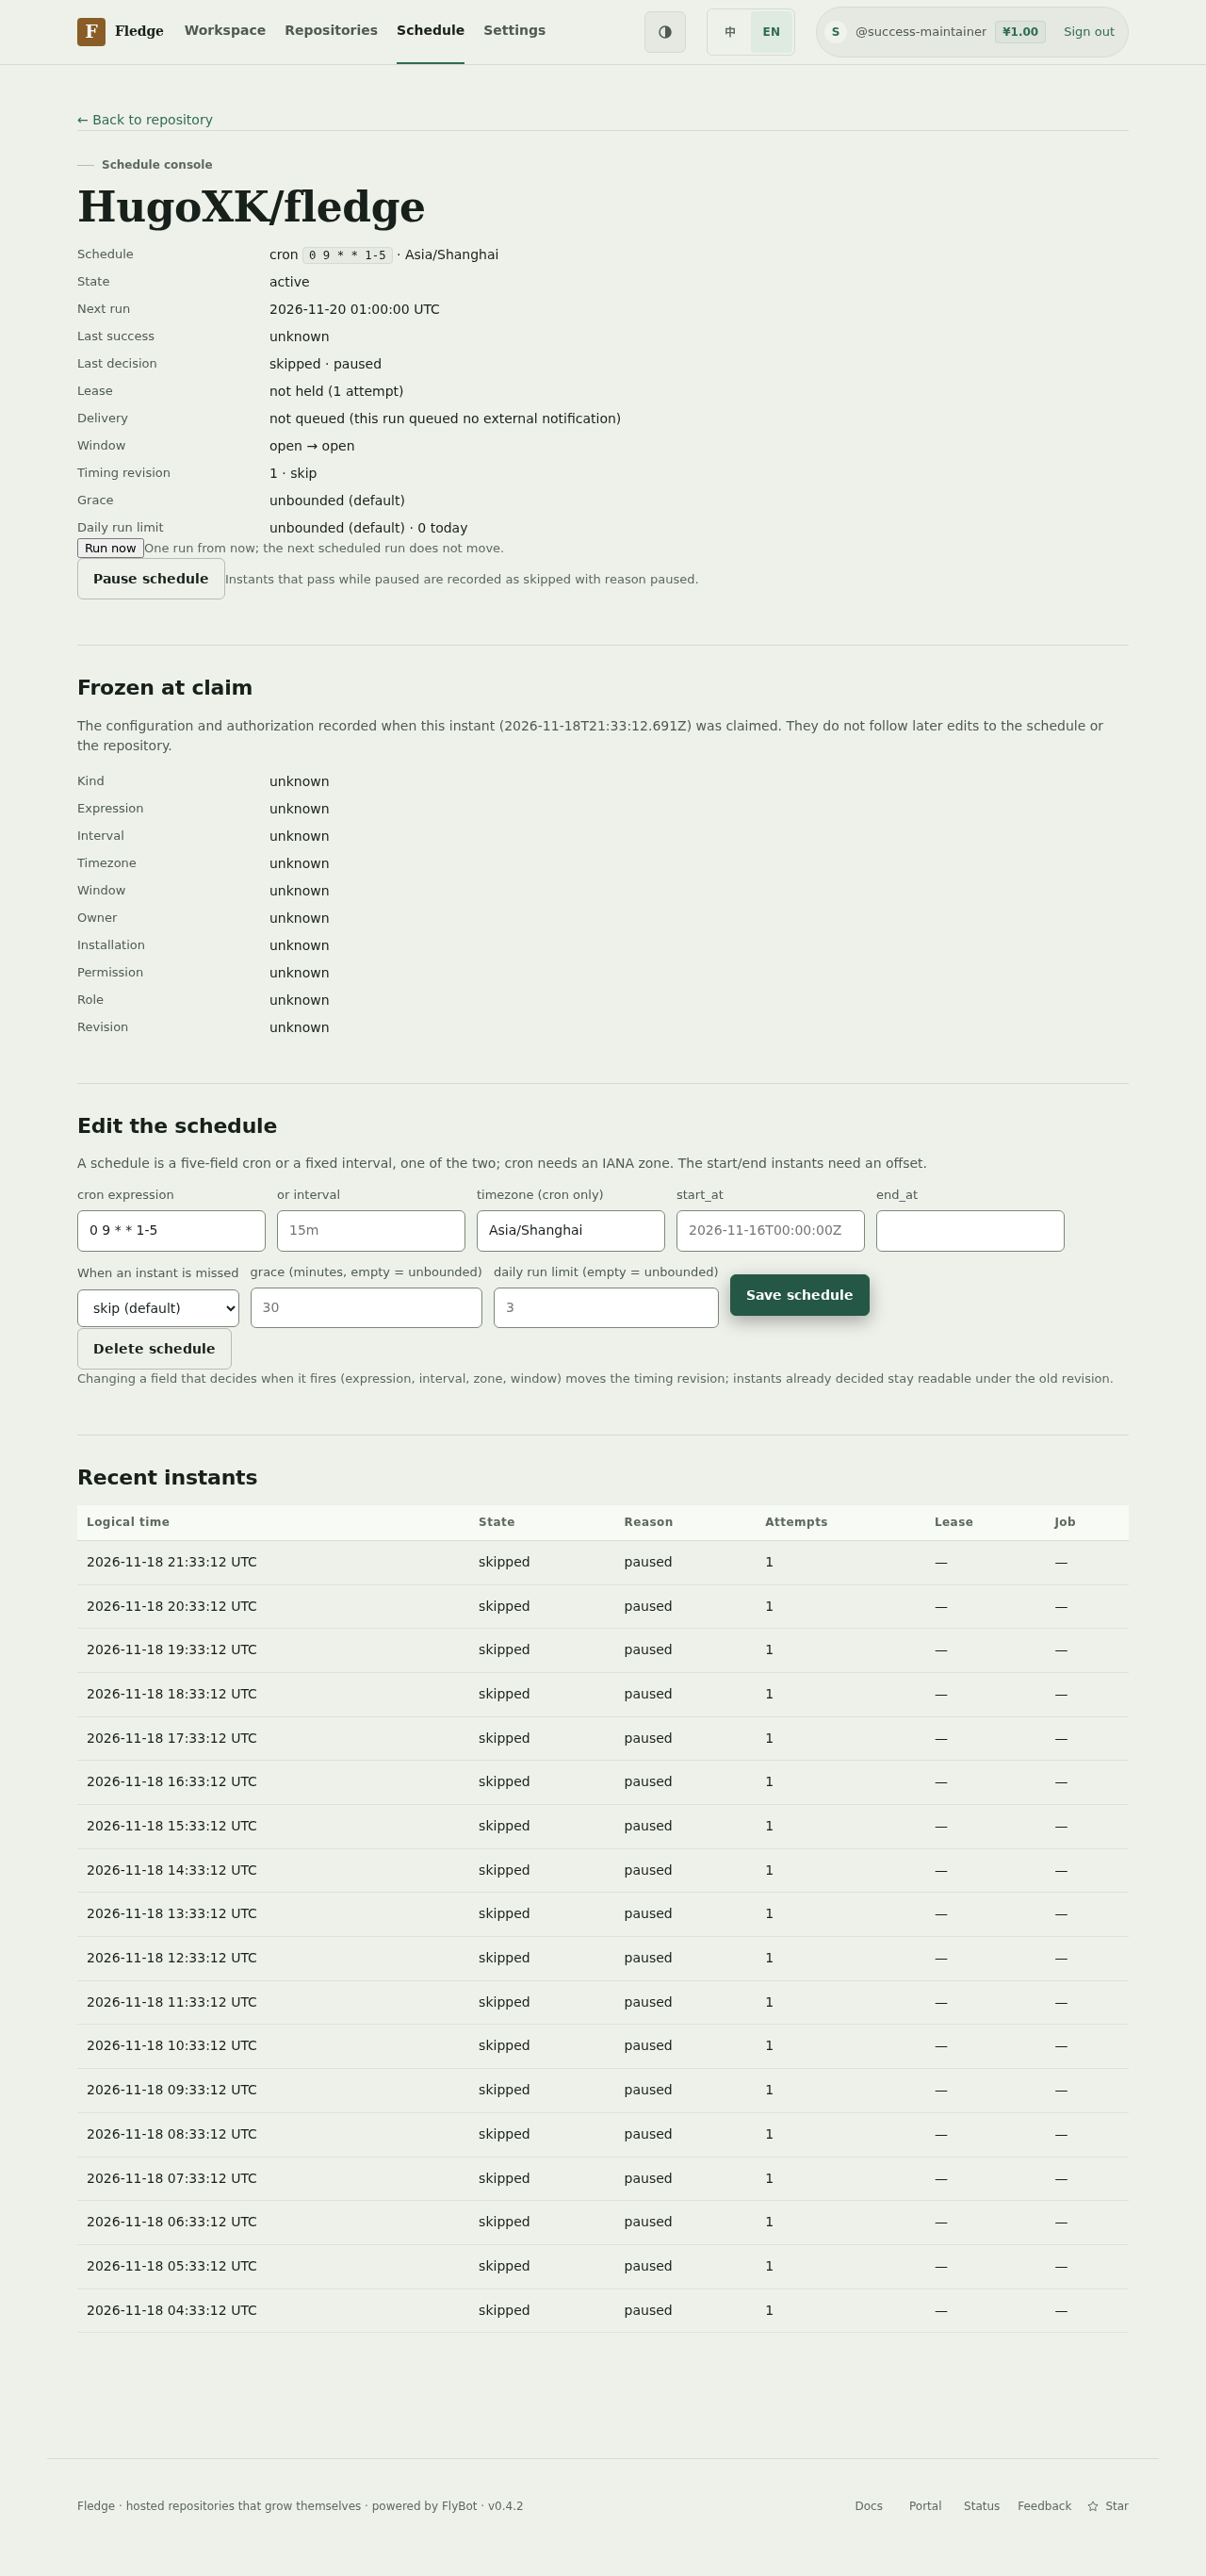 F Fledge Workspace Repositories Schedule Settings 中 EN S @success-maintainer ¥1.00 Sign out
← Back to repository
Schedule console
HugoXK/fledge
Schedule cron 0 9 * * 1-5 · Asia/Shanghai
State active
Next run 2026-11-20 01:00:00 UTC
Last success unknown
Last decision skipped · paused
Lease not held (1 attempt)
Delivery not queued (this run queued no external notification)
Window open → open
Timing revision 1 · skip
Grace unbounded (default)
Daily run limit unbounded (default) · 0 today
Run now One run from now; the next scheduled run does not move.
Pause schedule Instants that pass while paused are recorded as skipped with reason paused.
Frozen at claim
The configuration and authorization recorded when this instant (2026-11-18T21:33:12.691Z) was claimed. They do not follow later edits to the schedule or
the repository.
Kind unknown
Expression unknown
Interval unknown
Timezone unknown
Window unknown
Owner unknown
Installation unknown
Permission unknown
Role unknown
Revision unknown
Edit the schedule
A schedule is a five-field cron or a fixed interval, one of the two; cron needs an IANA zone. The start/end instants need an offset.
cron expression or interval timezone (cron only) start_at end_at
0 9 * * 1-5 15m Asia/Shanghai 2026-11-16T00:00:00Z
When an instant is missed grace (minutes, empty = unbounded) daily run limit (empty = unbounded)
skip (default) 30 3 Save schedule
Delete schedule
Changing a field that decides when it fires (expression, interval, zone, window) moves the timing revision; instants already decided stay readable under the old revision.
Recent instants
Logical time State Reason Attempts Lease Job
2026-11-18 21:33:12 UTC skipped paused 1 — —
2026-11-18 20:33:12 UTC skipped paused 1 — —
2026-11-18 19:33:12 UTC skipped paused 1 — —
2026-11-18 18:33:12 UTC skipped paused 1 — —
2026-11-18 17:33:12 UTC skipped paused 1 — —
2026-11-18 16:33:12 UTC skipped paused 1 — —
2026-11-18 15:33:12 UTC skipped paused 1 — —
2026-11-18 14:33:12 UTC skipped paused 1 — —
2026-11-18 13:33:12 UTC skipped paused 1 — —
2026-11-18 12:33:12 UTC skipped paused 1 — —
2026-11-18 11:33:12 UTC skipped paused 1 — —
2026-11-18 10:33:12 UTC skipped paused 1 — —
2026-11-18 09:33:12 UTC skipped paused 1 — —
2026-11-18 08:33:12 UTC skipped paused 1 — —
2026-11-18 07:33:12 UTC skipped paused 1 — —
2026-11-18 06:33:12 UTC skipped paused 1 — —
2026-11-18 05:33:12 UTC skipped paused 1 — —
2026-11-18 04:33:12 UTC skipped paused 1 — —
Fledge · hosted repositories that grow themselves · powered by FlyBot · v0.4.2 Docs Portal Status Feedback Star